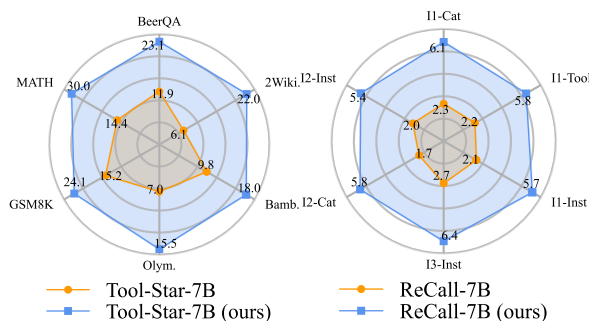 BeerQA
23.1
MATH
30.0
2Wiki.
22.0
11.9
14.4
6.1
15.2
9.8
24.1
7.0
18.0
GSM8K
Bamb.
15.5
Olym.
I1-Cat
6.1
I2-Inst
5.4
I1-Tool
5.8
2.3
2.0
2.2
1.7
2.1
2.7
5.8
5.7
I2-Cat
I1-Inst
6.4
I3-Inst
Tool-Star-7B
Tool-Star-7B (ours)
ReCall-7B
ReCall-7B (ours)